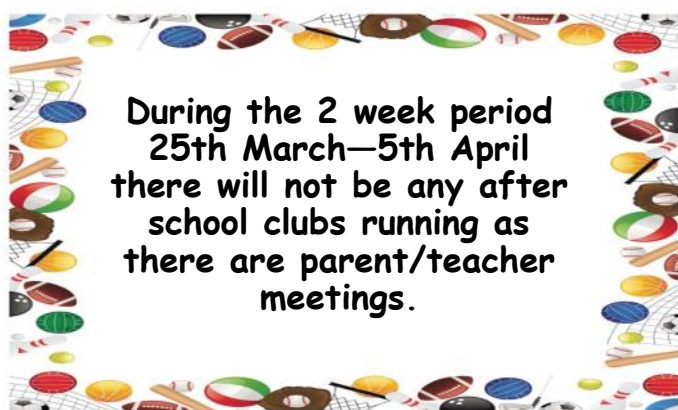 During the 2 week period
25th March—5th April
there will not be any after
school clubs running as
there are parent/teacher
meetings.